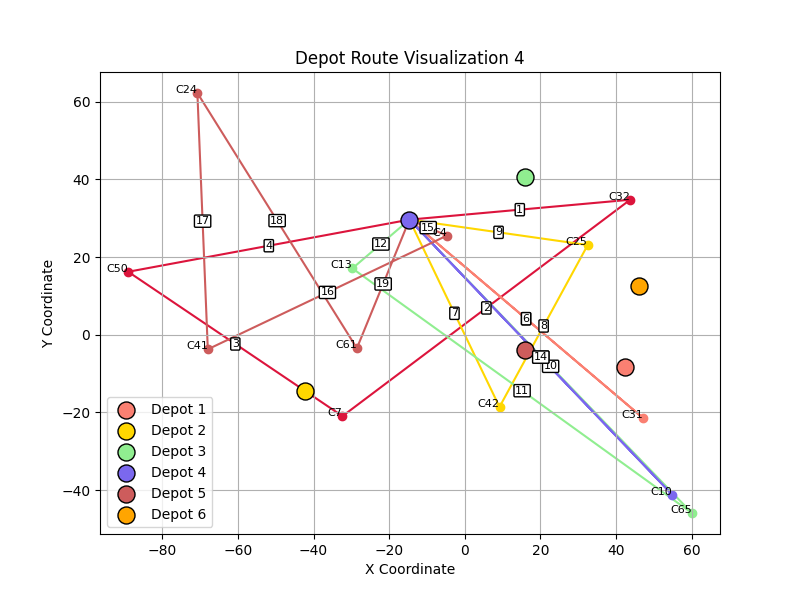 Depot Route Visualization 4
Y Coordinate
60
40
20
0
−20
−40
C24
C32
1
17
18
15
C4
9
12
4
C25
C13
C50
19
16
2
7
6
8
3
C61
C41
14
10
11
C42
C7
C31
C10
C65
Depot 1
Depot 2
Depot 3
Depot 4
Depot 5
Depot 6
−80
−60
−40
−20
0
20
40
60
X Coordinate